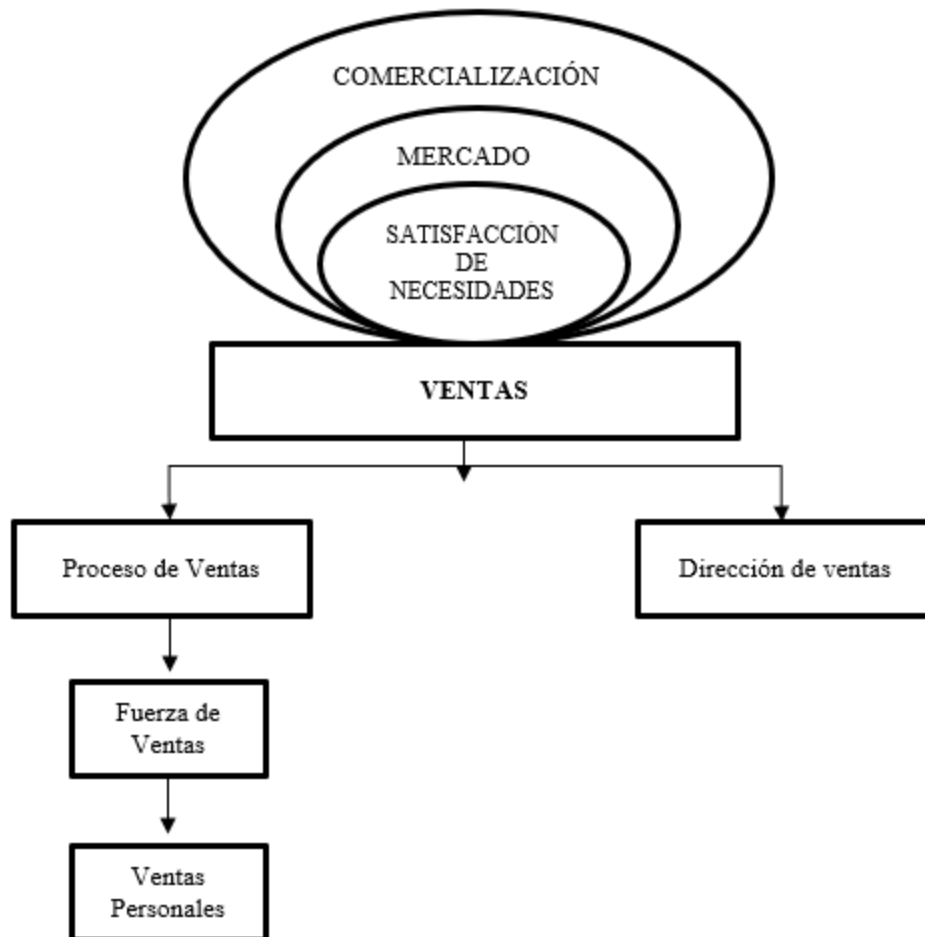 COMERCIALIZACIÓN
MERCADO
SATISFACCIÓN
DE
NECESIDADES
VENTAS
Proceso de Ventas
Dirección de ventas
Fuerza de
Ventas
Ventas
Personales